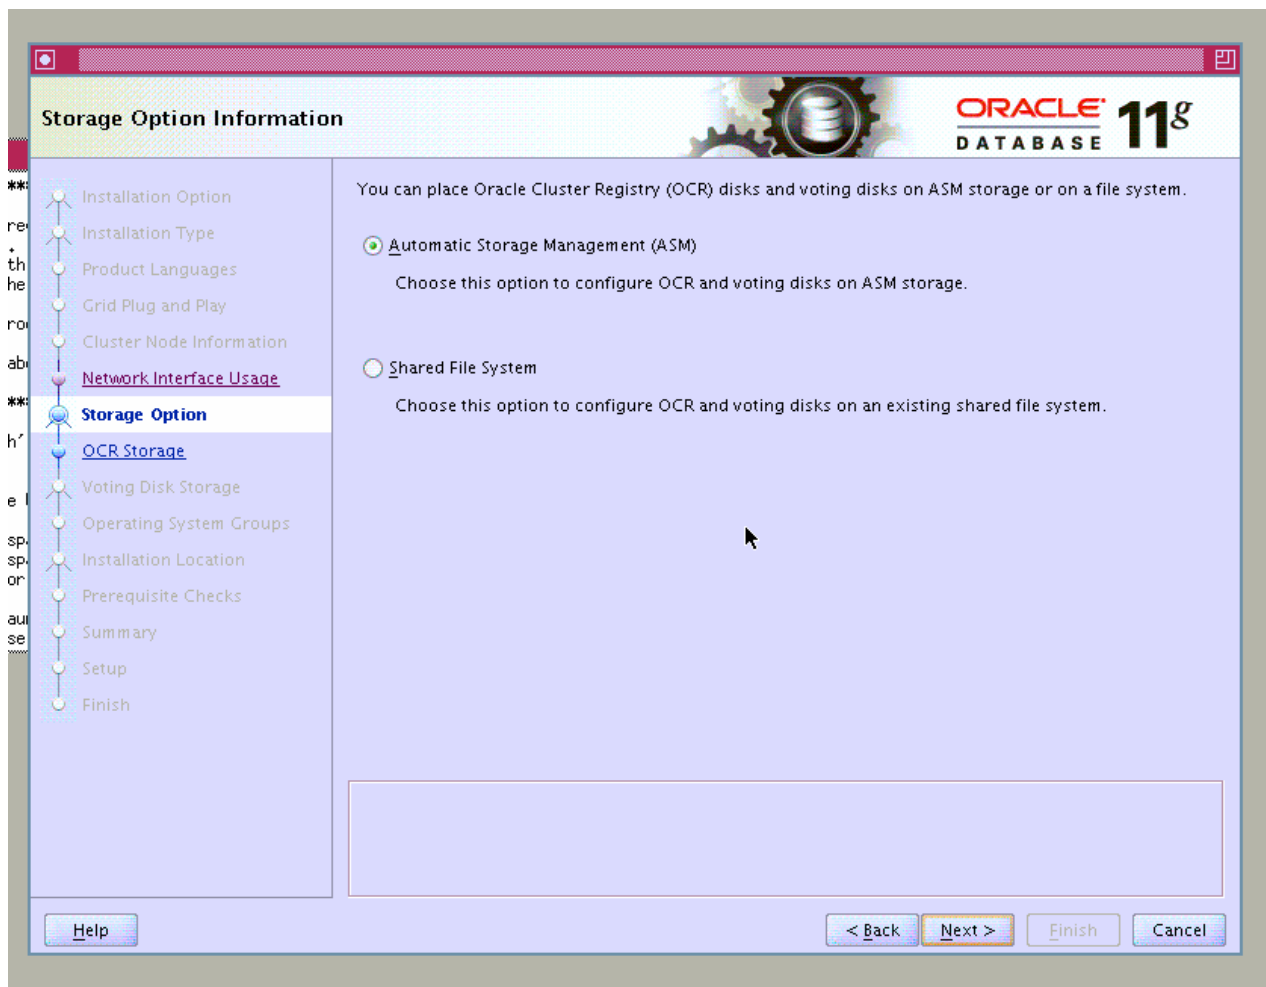 Storage Option Information
ORACLE
DATABASE
11g
Installation Option
Installation Type
Product Languages
Grid Plug and Play
Cluster Node Information
Network Interface Usage
Storage Option
OCR Storage
Voting Disk Storage
Operating System Groups
Installation Location
Prerequisite Checks
Summary
Setup
Finish
You can place Oracle Cluster Registry (OCR) disks and voting disks on ASM storage or on a file system.
Automatic Storage Management (ASM)
Choose this option to configure OCR and voting disks on ASM storage.
Shared File System
Choose this option to configure OCR and voting disks on an existing shared file system.
Help
< Back
Next >
Finish
Cancel